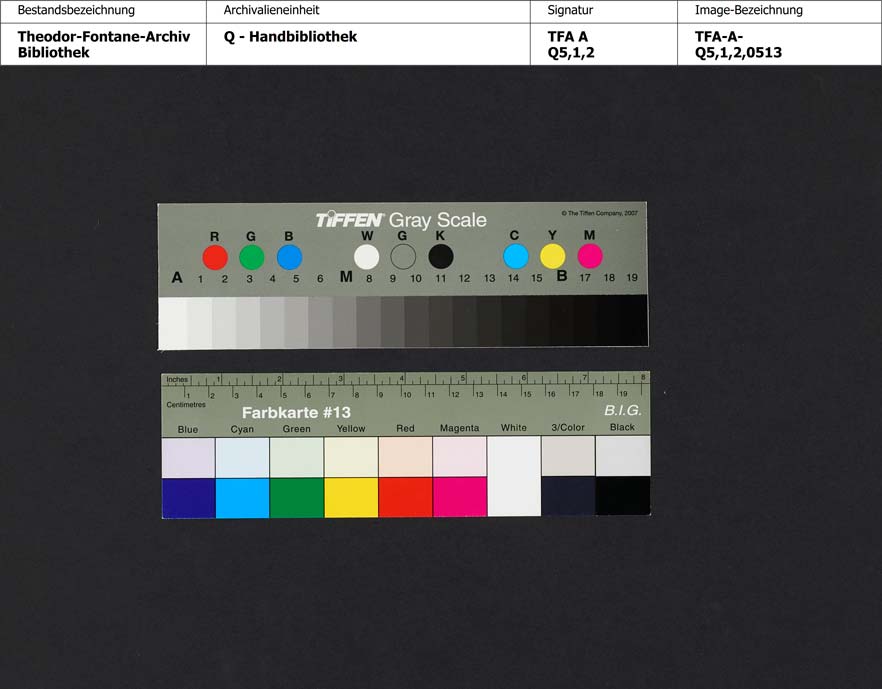 Bestandsbezeichnung Archivalieneinheit Signatur Image-Bezeichnung
Theodor-Fontane-Archiv Q - Handbibliothek TFA A TFA-A-
Bibliothek Q5,1,2 Q5,1,2,0513
TIFFEN Gray Scale © The Tiffen Company, 2007
R G B W G K C Y M
A 1 2 3 4 5 6 M 8 9 10 11 12 13 14 15 B 17 18 19
Inches 1 2 3 4 5 6 7 8
1 2 3 4 5 6 7 8 9 10 11 12 13 14 15 16 17 18 19
Centimetres
Farbkarte #13 B.I.G.
Blue Cyan Green Yellow Red Magenta White 3/Color Black